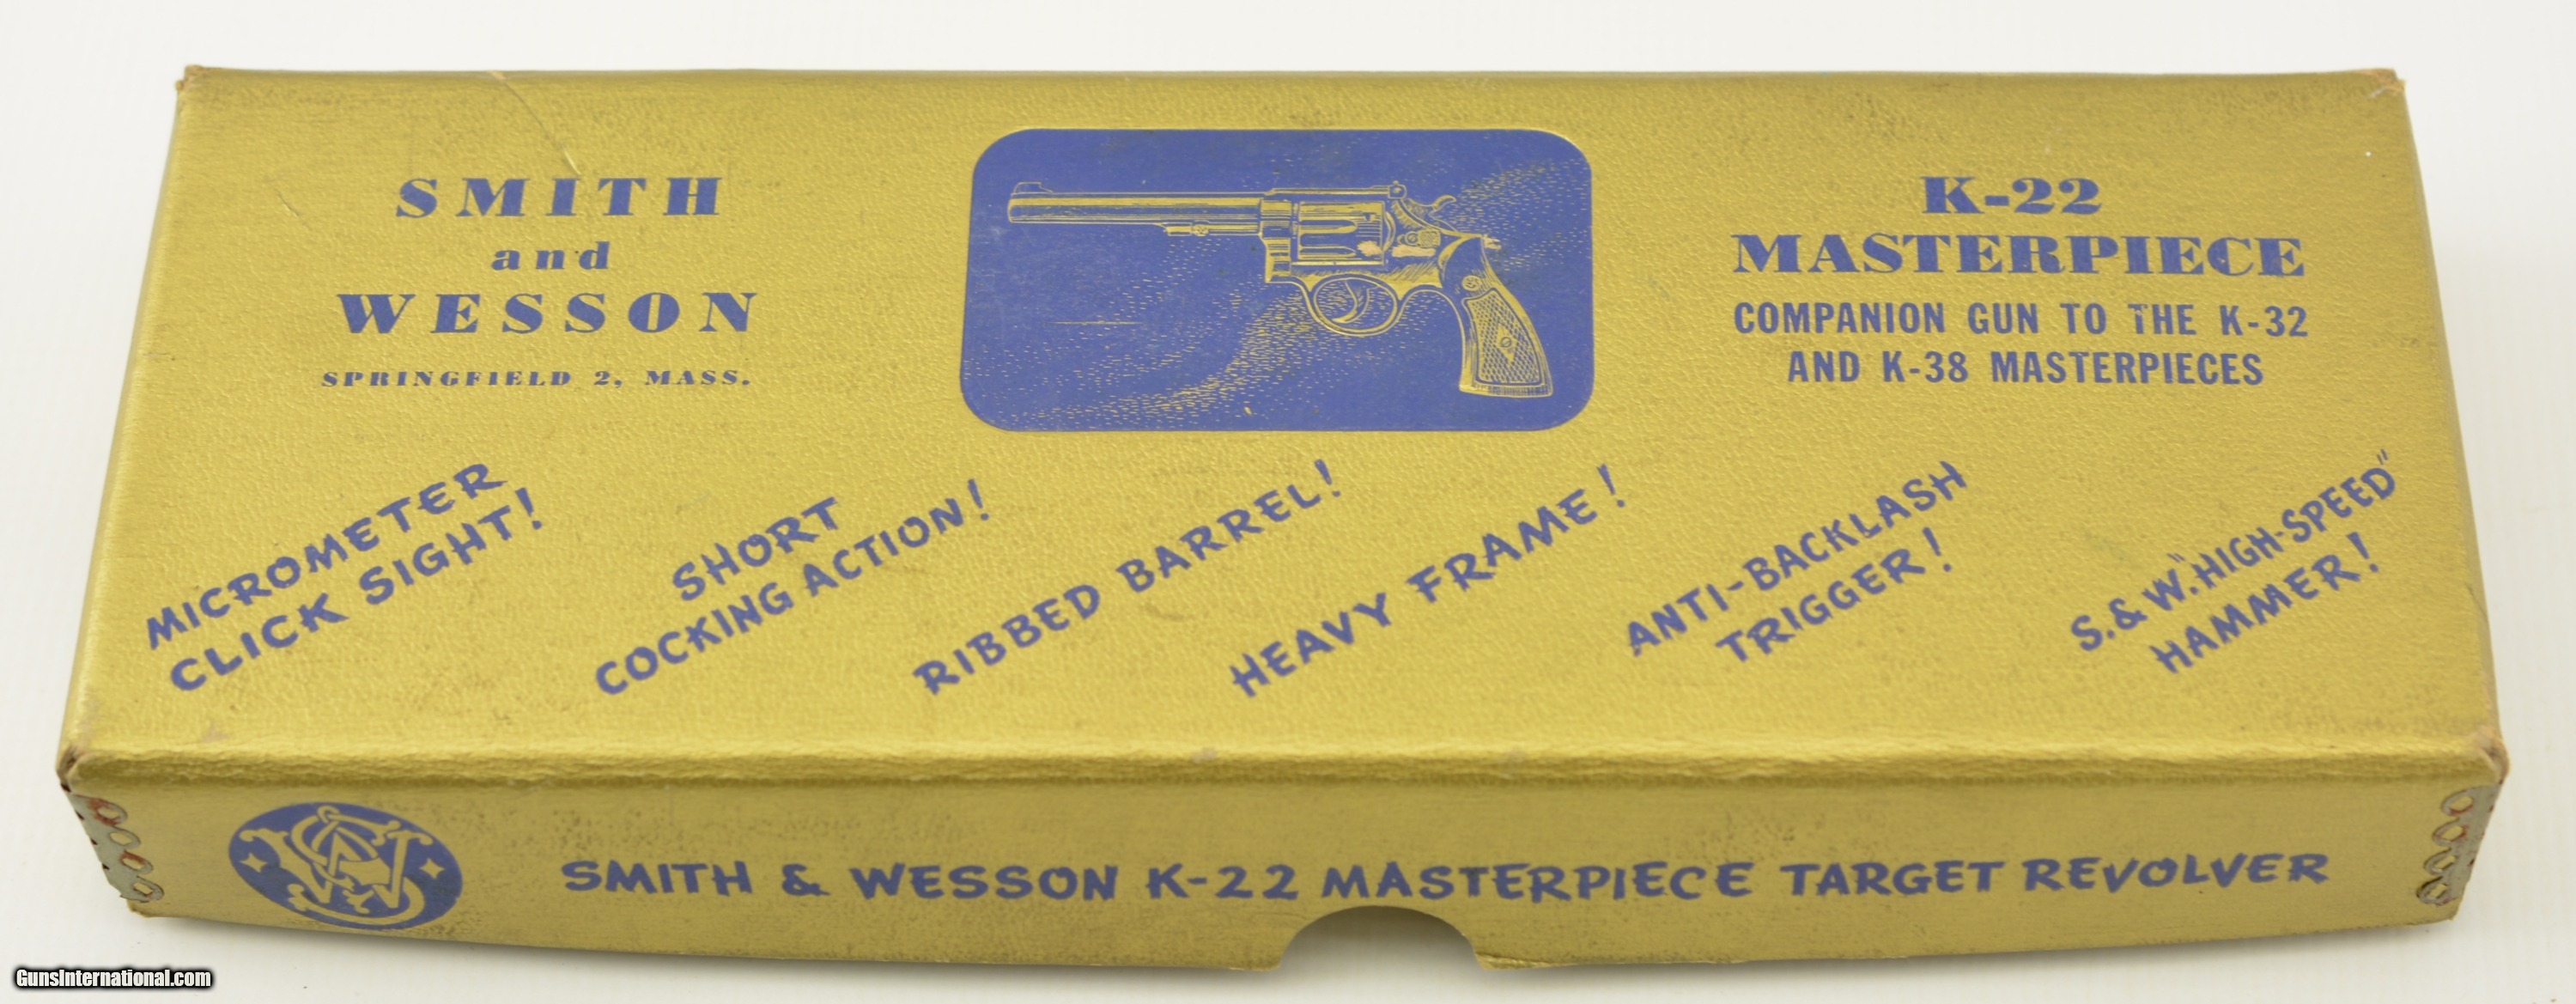 SMITH
and
WESSON
SPRINGFIELD 2, MASS.
K-22
MASTERPIECE
COMPANION GUN TO THE K-32
AND K-38 MASTERPIECES
MICROMETER
CLICK SIGHT!
SHORT
COCKING ACTION!
RIBBED BARREL!
HEAVY FRAME!
ANTI-BACKLASH
TRIGGER!
S.&W."HIGH-SPEED"
HAMMER!
SMITH & WESSON K-22 MASTERPIECE TARGET REVOLVER
GunsInternational.com